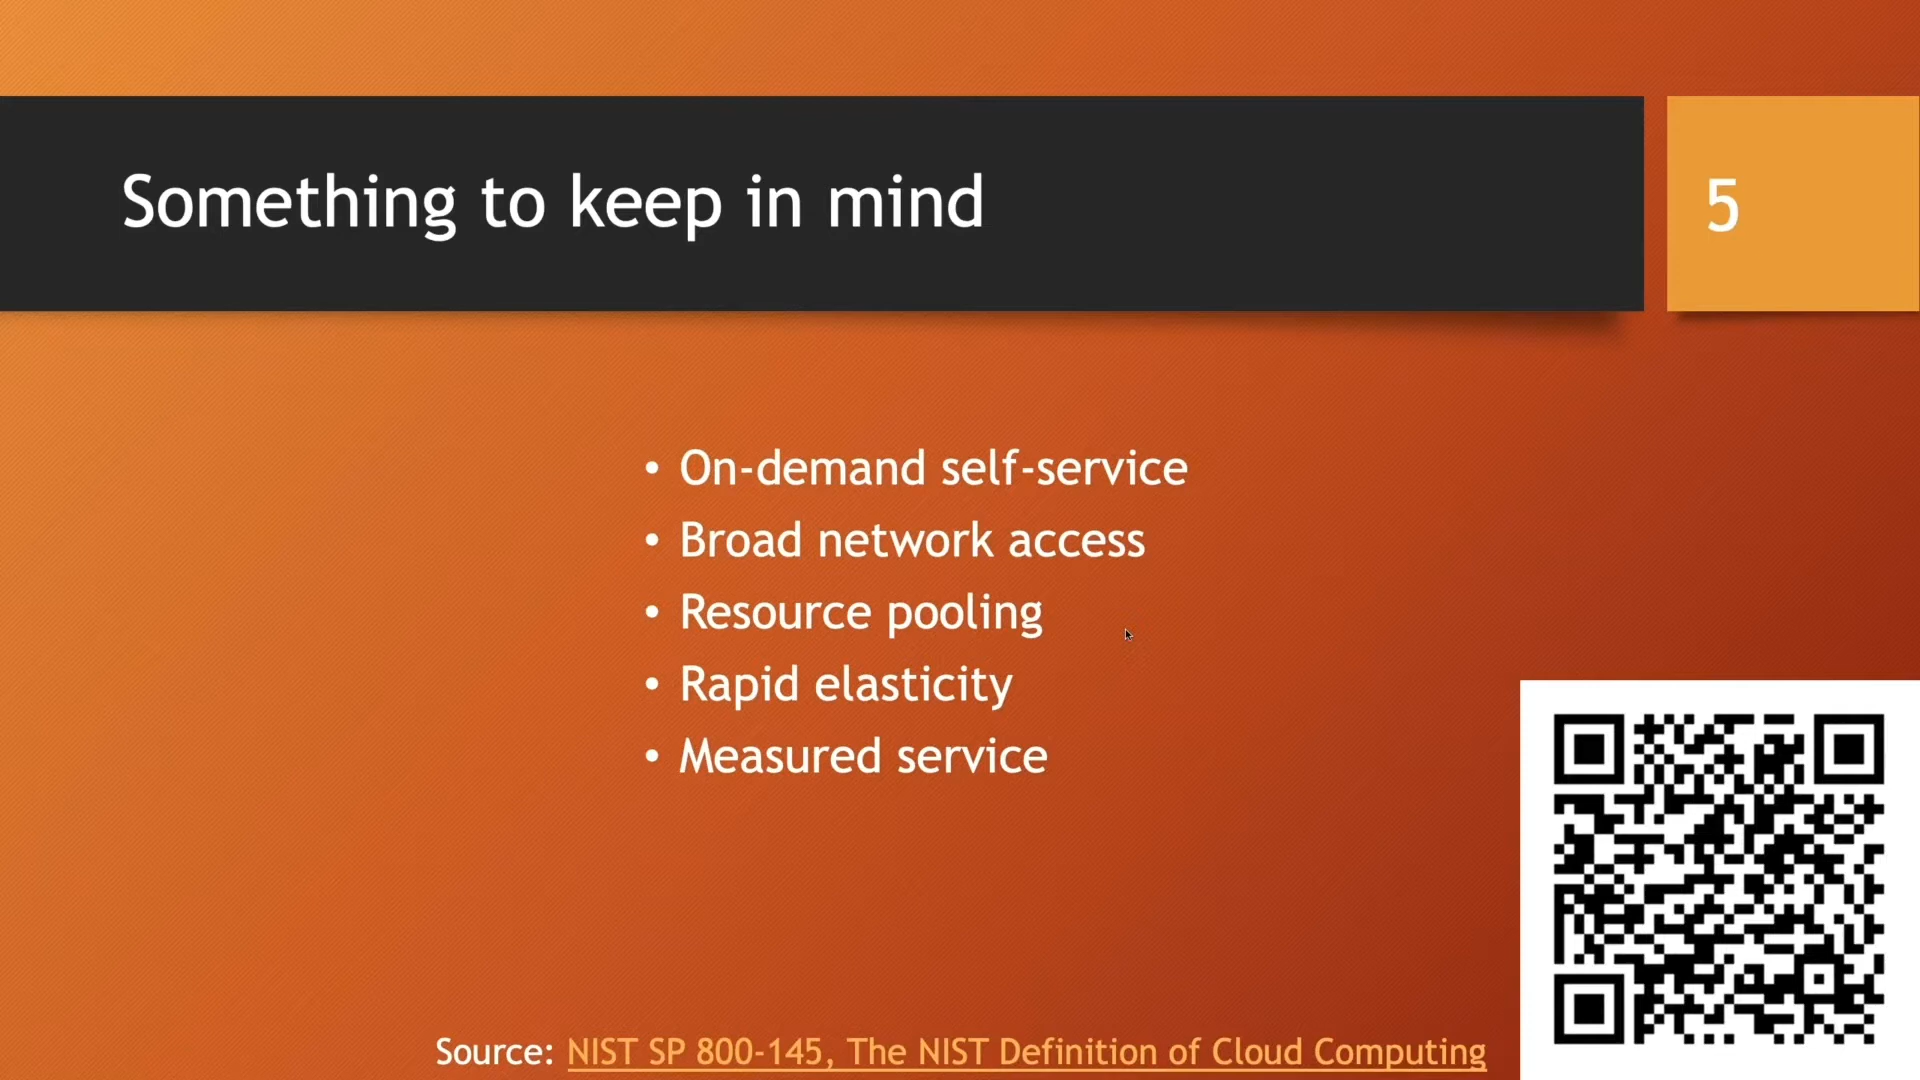 Something to keep in mind
5
• On-demand self-service
• Broad network access
• Resource pooling
• Rapid elasticity
• Measured service
Source: NIST SP 800-145, The NIST Definition of Cloud Computing